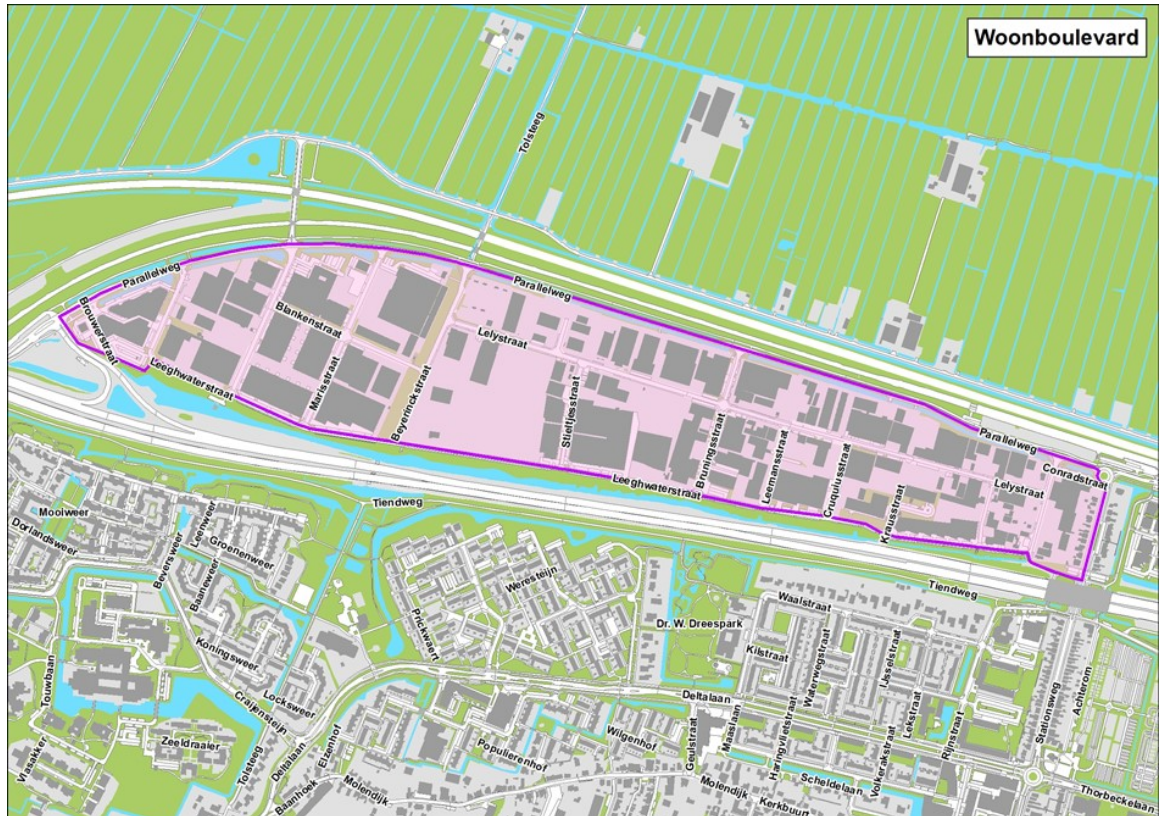 Woonboulevard
Tolsteeg
Parallelweg
Parallelweg
Brouwerstraat
Blankenstraat
Lelystraat
Leeghwaterstraat
Marisstraat
Beyerinckstraat
Stieltjesstraat
Bruningsstraat
Leemansstraat
Cruquiusstraat
Krausstraat
Parallelweg
Conradstraat
Lelystraat
Leeghwaterstraat
Tiendweg
Mooiweer
Dorlandsweer
Beversweer
Leenweer
Groenenweer
Baaneweer
Koningsweer
Locksweer
Craijensteijn
Weresteijn
Prickwaert
Tiendweg
Waalstraat
Dr. W. Dreespark
Kilstraat
Waterwegstraat
IJsselstraat
Deltalaan
Touwbaan
Zeeldraaier
Vlasakker
Tolsteeg
Deltalaan
Elzenhof
Baanhoek
Molendijk
Populierenhof
Wilgenhof
Geulstraat
Maaslaan
Haringvlietstraat
Volkerakstraat
Lekstraat
Rijnstraat
Stationsweg
Achterom
Scheldelaan
Molendijk
Kerkbuurt
Thorbeckelaan